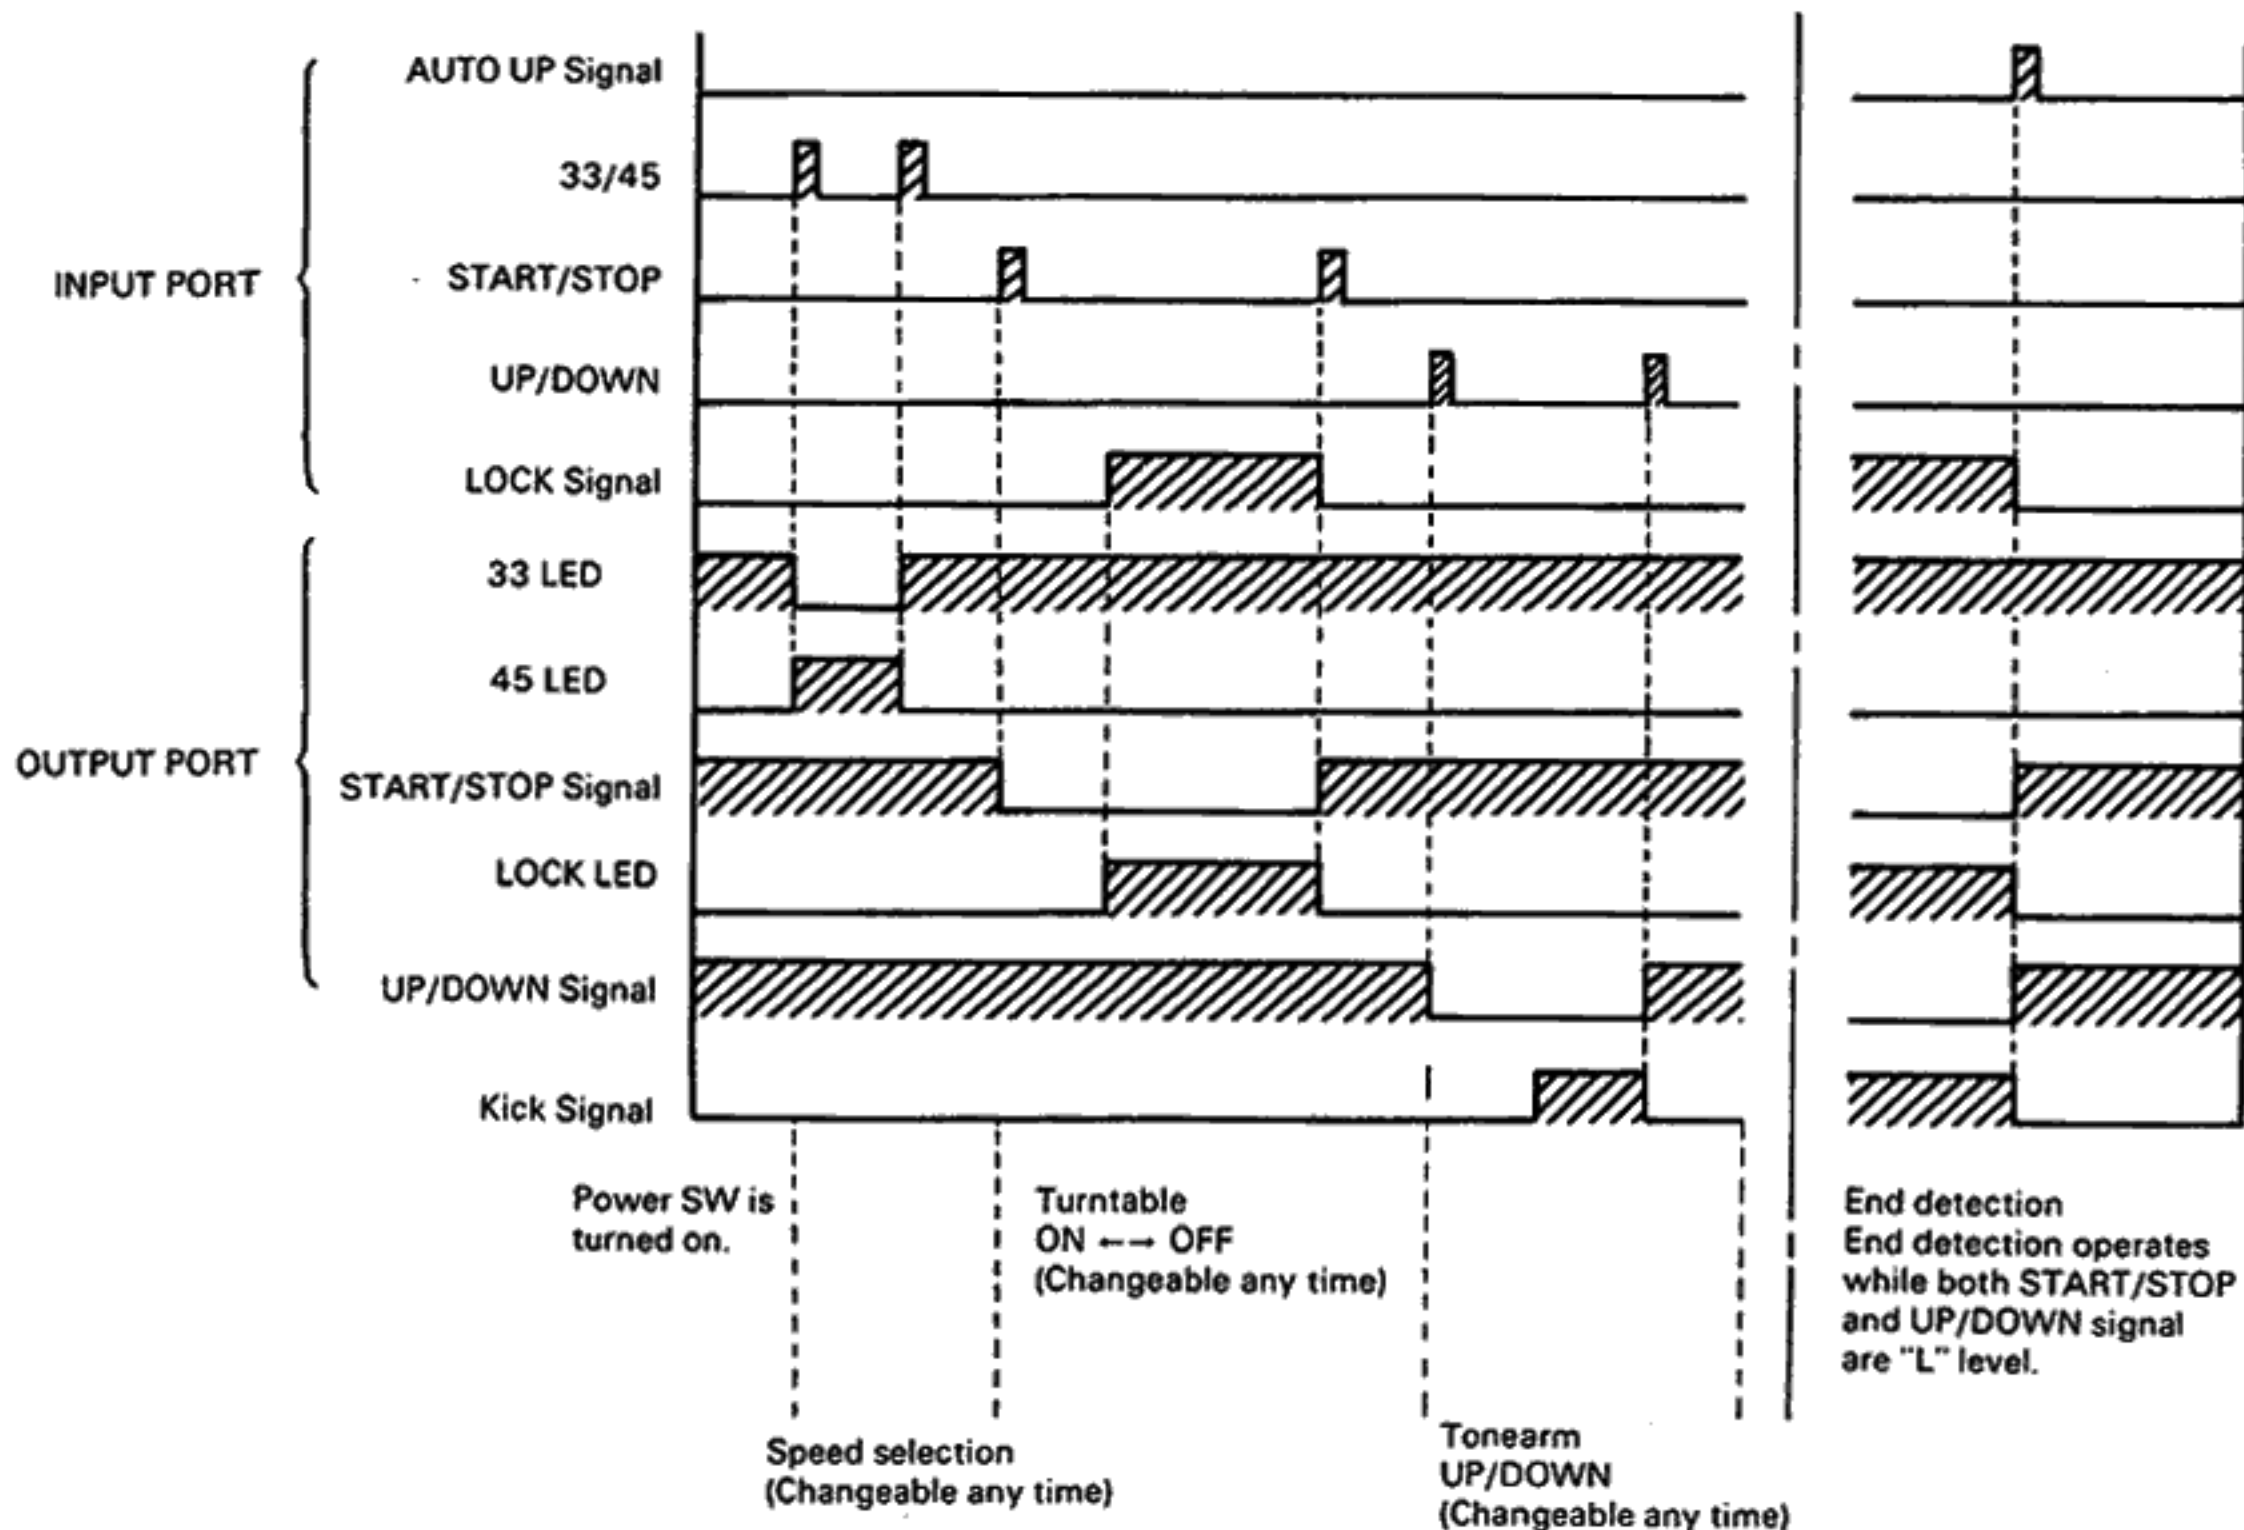 AUTO UP Signal
33/45
INPUT PORT
START/STOP
UP/DOWN
LOCK Signal
33 LED
45 LED
OUTPUT PORT
START/STOP Signal
LOCK LED
UP/DOWN Signal
Kick Signal
Power SW is
turned on.
Turntable
ON ←→ OFF
(Changeable any time)
End detection
End detection operates
while both START/STOP
and UP/DOWN signal
are "L" level.
Speed selection
(Changeable any time)
Tonearm
UP/DOWN
(Changeable any time)